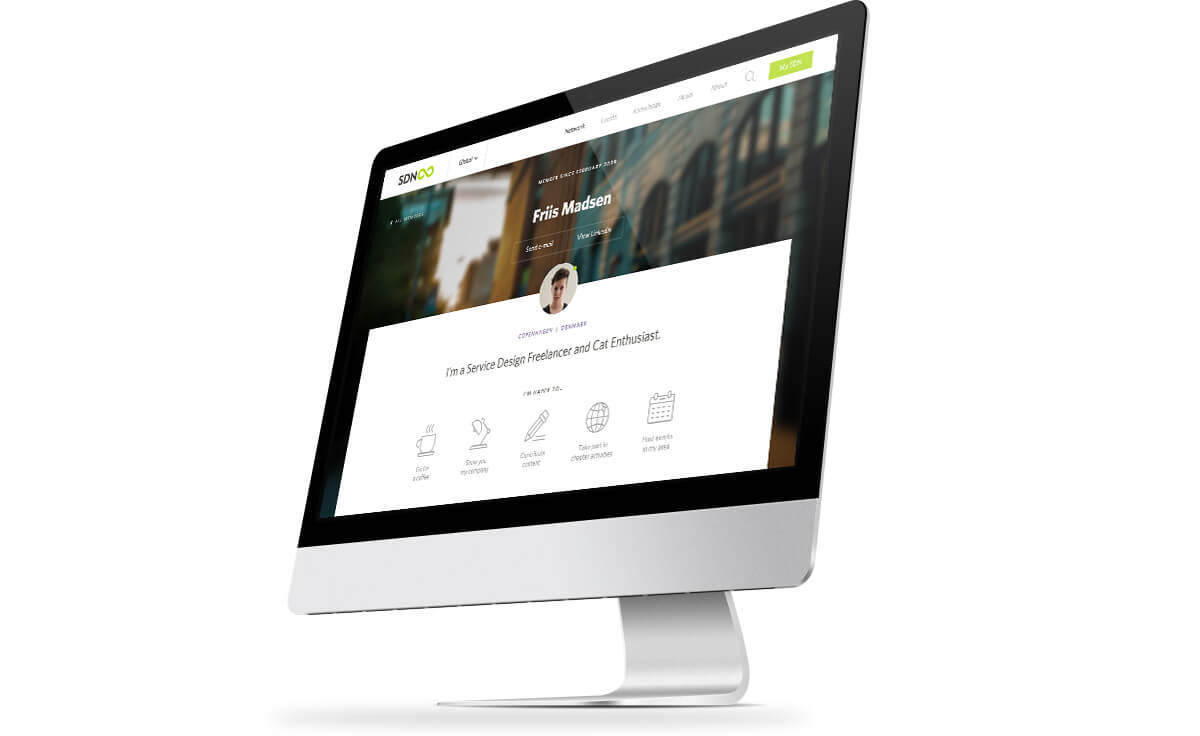 SDN
Global
Network
Events
Knowledge
News
About
My SDN
ALL MEMBERS
MEMBER SINCE FEBRUARY 2009
Friis Madsen
Send e-mail
View LinkedIn
COPENHAGEN | DENMARK
I'm a Service Design Freelancer and Cat Enthusiast.
I'M HAPPY TO...
Go for
a coffee
Show you
my company
Contribute
content
Take part in
chapter activities
Host events
in my area